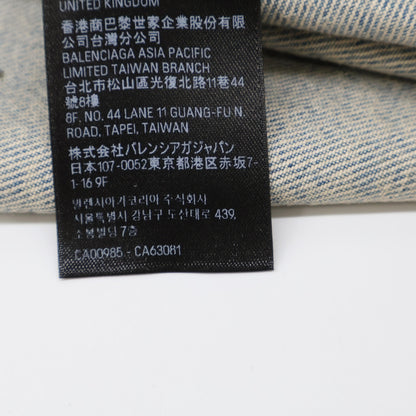 UNITED KINGDOM
香港商巴黎世家企業股份有限
公司台灣分公司
BALENCIAGA ASIA PACIFIC
LIMITED TAIWAN BRANCH
台北市松山區光復北路11巷44
號8樓
8F. NO. 44 LANE 11 GUANG-FU N.
ROAD, TAPEI, TAIWAN
株式会社バレンシアガジャパン
日本107-0052東京都港区赤坂7-
1-16 9F
발렌시아가코리아 주식회사
서울특별시 강남구 도산대로 439,
소봉빌딩 7층
CA00985 - CA63081